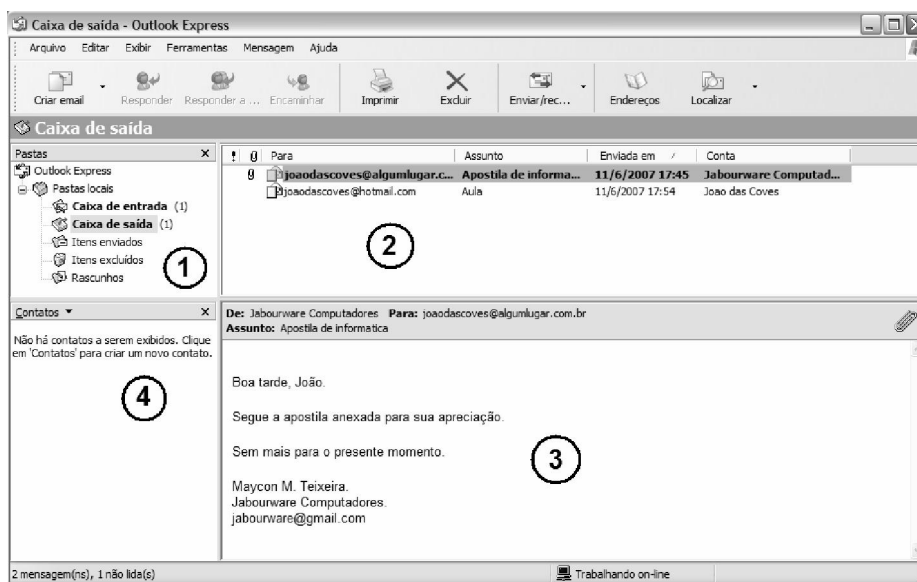 Caixa de saída - Outlook Express
Arquivo Editar Exibir Ferramentas Mensagem Ajuda
Criar email Responder Responder a ... Encaminhar Imprimir Excluir Enviar/rec... Endereços Localizar
Caixa de saída
Pastas
Outlook Express
Pastas locais
Caixa de entrada (1)
Caixa de saída (1)
Itens enviados
Itens excluídos
Rascunhos
1
! Para Assunto Enviada em Conta
joaodascoves@algumlugar.c... Apostila de informa... 11/6/2007 17:45 Jabourware Computad...
joaodascoves@hotmail.com Aula 11/6/2007 17:54 Joao das Coves
2
Contatos
Não há contatos a serem exibidos. Clique
em 'Contatos' para criar um novo contato.
4
De: Jabourware Computadores Para: joaodascoves@algumlugar.com.br
Assunto: Apostila de informatica
Boa tarde, João.
Segue a apostila anexada para sua apreciação.
Sem mais para o presente momento.
3
Maycon M. Teixeira.
Jabourware Computadores.
jabourware@gmail.com
2 mensagem(ns), 1 não lida(s) Trabalhando on-line